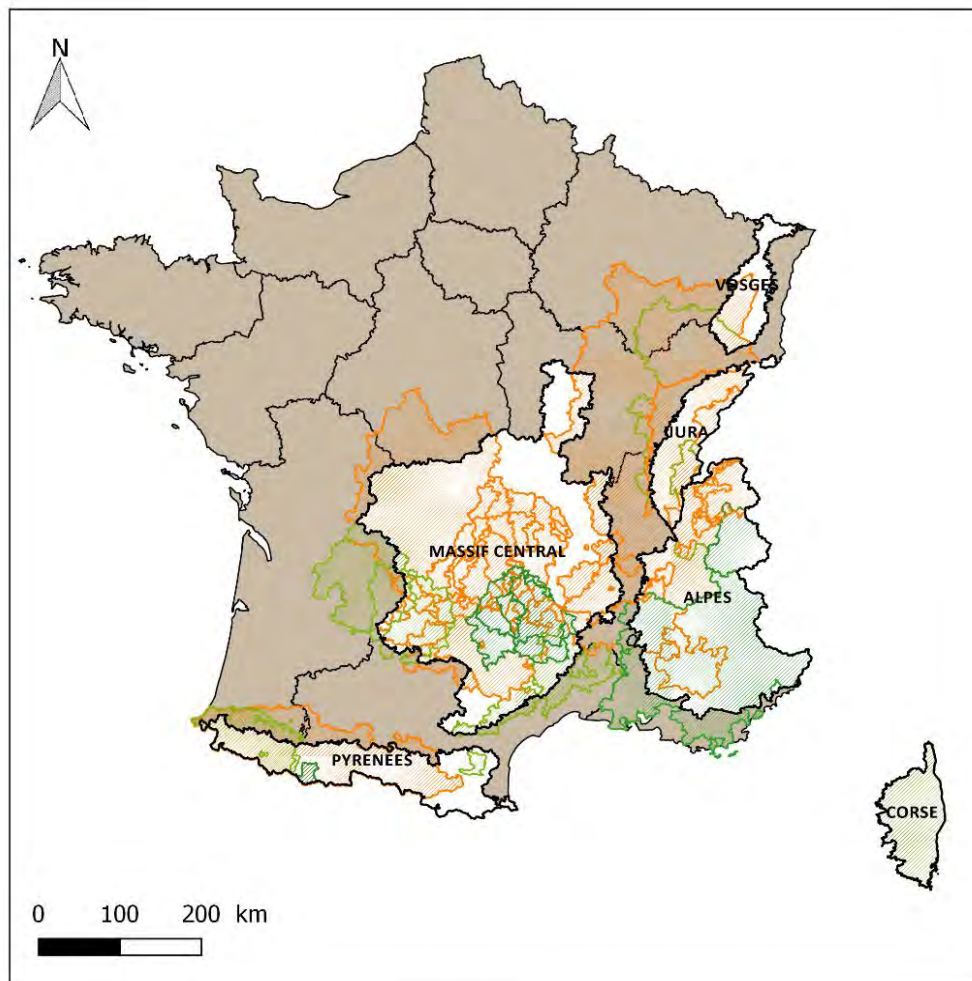 N
VOSGES
JURA
MASSIF CENTRAL
ALPES
PYRENEES
CORSE
0 100 200 km